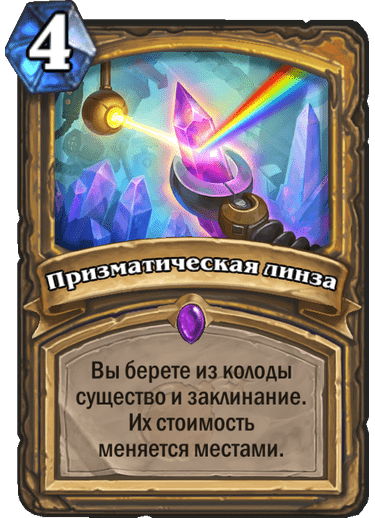 4
Призматическая линза
Вы берете из колоды
существо и заклинание.
Их стоимость
меняется местами.